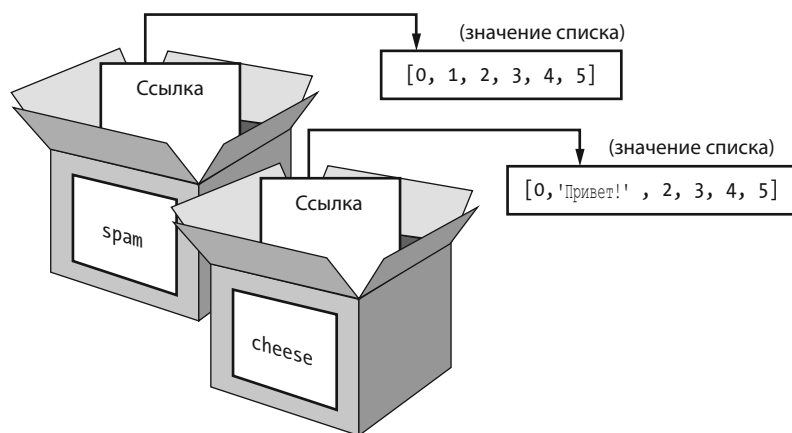 (значение списка)
[0, 1, 2, 3, 4, 5]
Ссылка
(значение списка)
[0,'Привет!' , 2, 3, 4, 5]
Ссылка
spam
cheese